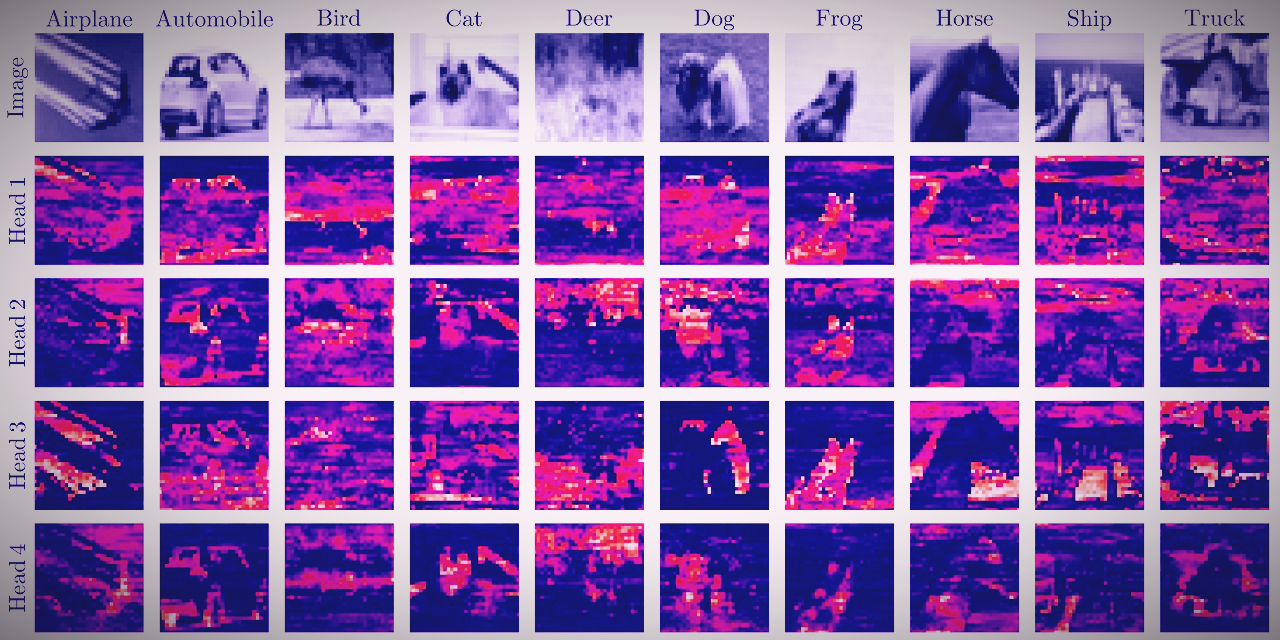 Airplane Automobile Bird Cat Deer Dog Frog Horse Ship Truck
Image
Head 1
Head 2
Head 3
Head 4